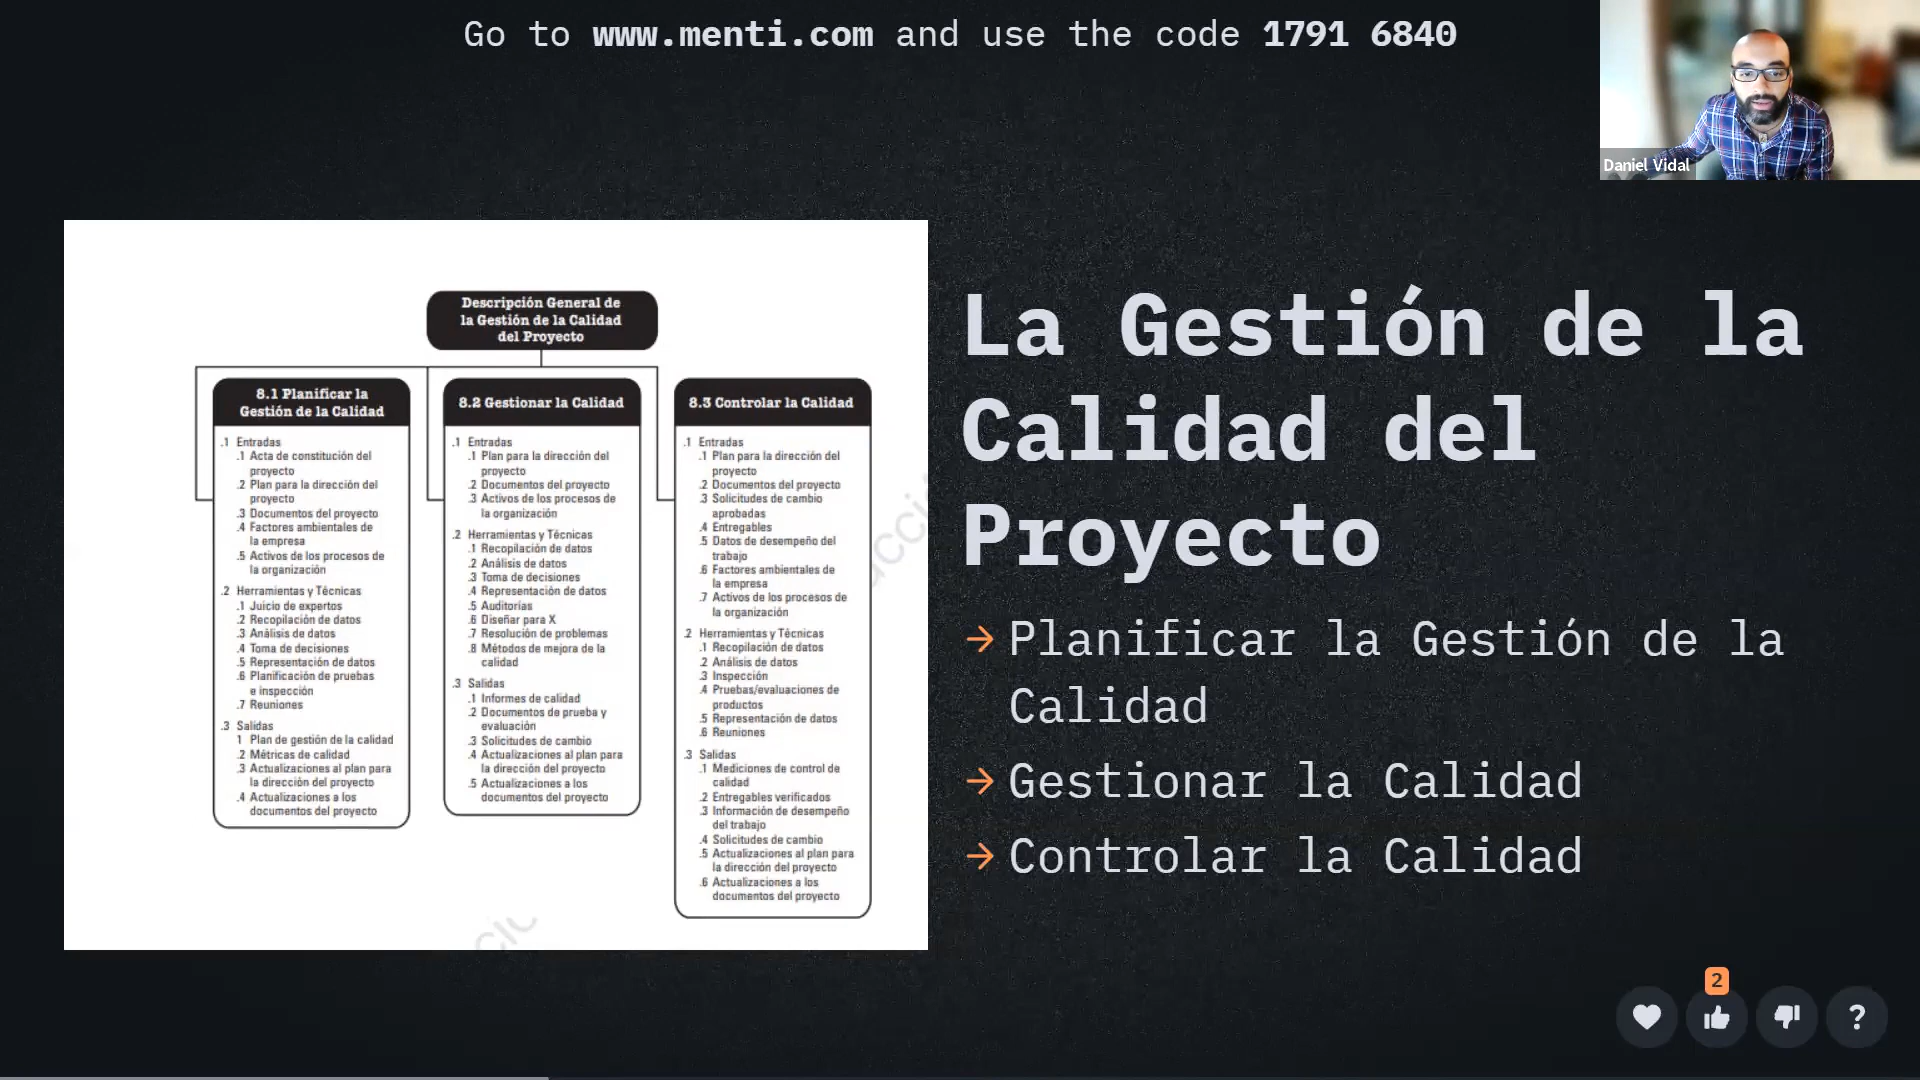 Go to www.menti.com and use the code 1791 6840
Daniel Vidal
Descripción General de
la Gestión de la Calidad
del Proyecto
8.1 Planificar la
Gestión de la Calidad
.1 Entradas
.1 Acta de constitución del
proyecto
.2 Plan para la dirección del
proyecto
.3 Documentos del proyecto
.4 Factores ambientales de
la empresa
.5 Activos de los procesos de
la organización
.2 Herramientas y Técnicas
.1 Juicio de expertos
.2 Recopilación de datos
.3 Análisis de datos
.4 Toma de decisiones
.5 Representación de datos
.6 Planificación de pruebas
e inspección
.7 Reuniones
.3 Salidas
1 Plan de gestión de la calidad
.2 Métricas de calidad
.3 Actualizaciones al plan para
la dirección del proyecto
.4 Actualizaciones a los
documentos del proyecto
8.2 Gestionar la Calidad
.1 Entradas
.1 Plan para la dirección del
proyecto
.2 Documentos del proyecto
.3 Activos de los procesos de
la organización
.2 Herramientas y Técnicas
.1 Recopilación de datos
.2 Análisis de datos
.3 Toma de decisiones
.4 Representación de datos
.5 Auditorías
.6 Diseñar para X
.7 Resolución de problemas
.8 Métodos de mejora de la
calidad
.3 Salidas
.1 Informes de calidad
.2 Documentos de prueba y
evaluación
.3 Solicitudes de cambio
.4 Actualizaciones al plan para
la dirección del proyecto
.5 Actualizaciones a los
documentos del proyecto
8.3 Controlar la Calidad
.1 Entradas
.1 Plan para la dirección del
proyecto
.2 Documentos del proyecto
.3 Solicitudes de cambio
aprobadas
.4 Entregables
.5 Datos de desempeño del
trabajo
.6 Factores ambientales de
la empresa
.7 Activos de los procesos de
la organización
.2 Herramientas y Técnicas
.1 Recopilación de datos
.2 Análisis de datos
.3 Inspección
.4 Pruebas/evaluaciones de
productos
.5 Representación de datos
.6 Reuniones
.3 Salidas
.1 Mediciones de control de
calidad
.2 Entregables verificados
.3 Información de desempeño
del trabajo
.4 Solicitudes de cambio
.5 Actualizaciones al plan para
la dirección del proyecto
.6 Actualizaciones a los
documentos del proyecto
La Gestión de la
Calidad del
Proyecto
→ Planificar la Gestión de la
Calidad
→ Gestionar la Calidad
→ Controlar la Calidad
2
?